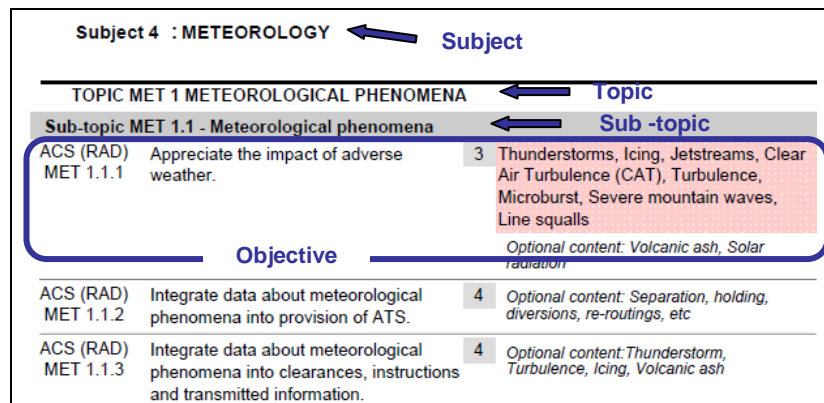 Subject 4 : METEOROLOGY
Subject
TOPIC MET 1 METEOROLOGICAL PHENOMENA
Topic
Sub-topic MET 1.1 - Meteorological phenomena
Sub -topic
ACS (RAD) MET 1.1.1
Appreciate the impact of adverse
weather.
3
Thunderstorms, Icing, Jetstreams, Clear
Air Turbulence (CAT), Turbulence,
Microburst, Severe mountain waves,
Line squalls
Optional content: Volcanic ash, Solar
radiation
Objective
ACS (RAD)
MET 1.1.2
Integrate data about meteorological
phenomena into provision of ATS.
4
Optional content: Separation, holding,
diversions, re-routings, etc
ACS (RAD)
MET 1.1.3
Integrate data about meteorological
phenomena into clearances, instructions
and transmitted information.
4
Optional content:Thunderstorm,
Turbulence, Icing, Volcanic ash